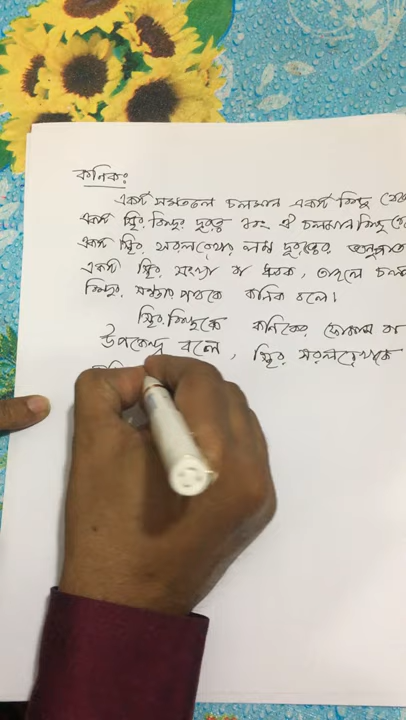 কনিকঃ
একটি সমতলে চলমান একটি বিন্দু থেকে
একটি স্থির বিন্দুর দূরত্ব এবং ঐ চলমান বিন্দু
একটি স্থির সরলরেখার লম্ব দূরত্বের অনুপাত
একটি স্থির সংখ্যা বা ধ্রুবক, তাহলে চলমান
বিন্দুর সঞ্চার পথকে কনিক বলে।
স্থির বিন্দুকে কনিকের ফোকাস বা
উপকেন্দ্র বলে, স্থির সরলরেখাকে